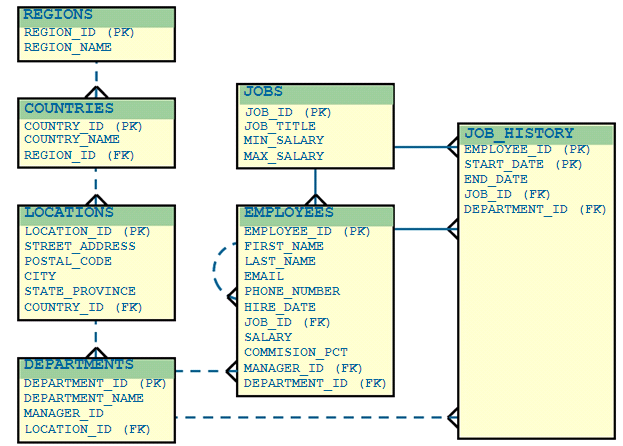 REGIONS
REGION_ID (PK)
REGION_NAME
COUNTRIES
COUNTRY_ID (PK)
COUNTRY_NAME
REGION_ID (FK)
LOCATIONS
LOCATION_ID (PK)
STREET_ADDRESS
POSTAL_CODE
CITY
STATE_PROVINCE
COUNTRY_ID (FK)
DEPARTMENTS
DEPARTMENT_ID (PK)
DEPARTMENT_NAME
MANAGER_ID
LOCATION_ID (FK)
JOBS
JOB_ID (PK)
JOB_TITLE
MIN_SALARY
MAX_SALARY
EMPLOYEES
EMPLOYEE_ID (PK)
FIRST_NAME
LAST_NAME
EMAIL
PHONE_NUMBER
HIRE_DATE
JOB_ID (FK)
SALARY
COMMISION_PCT
MANAGER_ID (FK)
DEPARTMENT_ID (FK)
JOB_HISTORY
EMPLOYEE_ID (PK)
START_DATE (PK)
END_DATE
JOB_ID (FK)
DEPARTMENT_ID (FK)